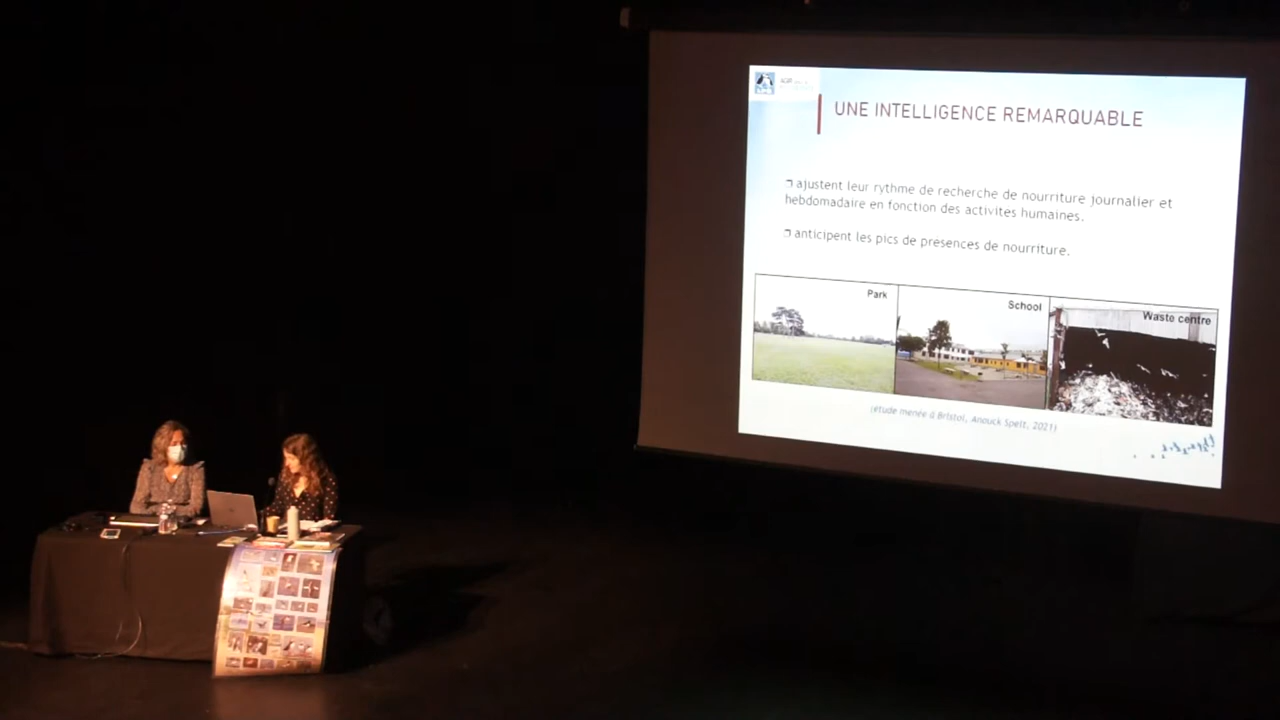 UNE INTELLIGENCE REMARQUABLE
ajustent leur rythme de recherche de nourriture journalier et
hebdomadaire en fonction des activites humaines.
anticipent les pics de presences de nourriture.
Park
School
Waste centre
(étude menée à Bristol, Anouck Spelt, 2021)